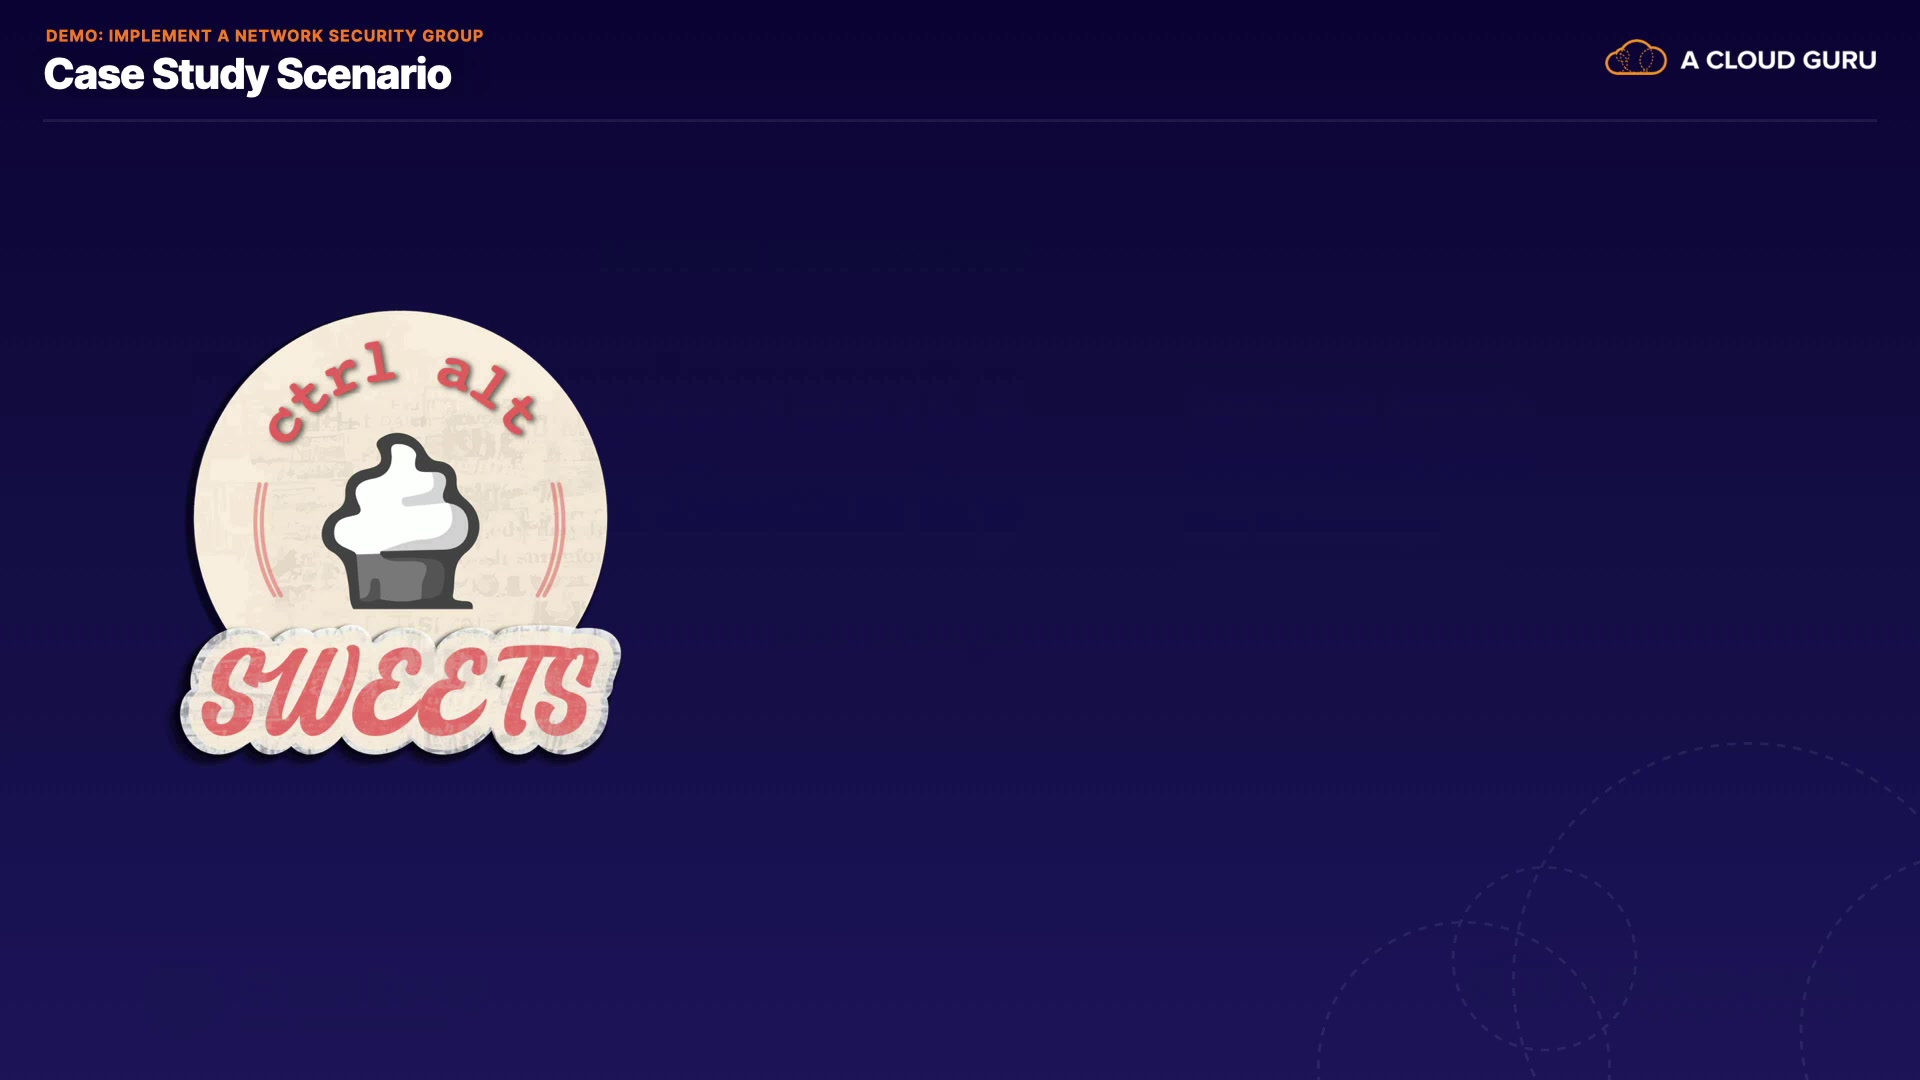 DEMO: IMPLEMENT A NETWORK SECURITY GROUP
Case Study Scenario
A CLOUD GURU
ctrl alt
SWEETS